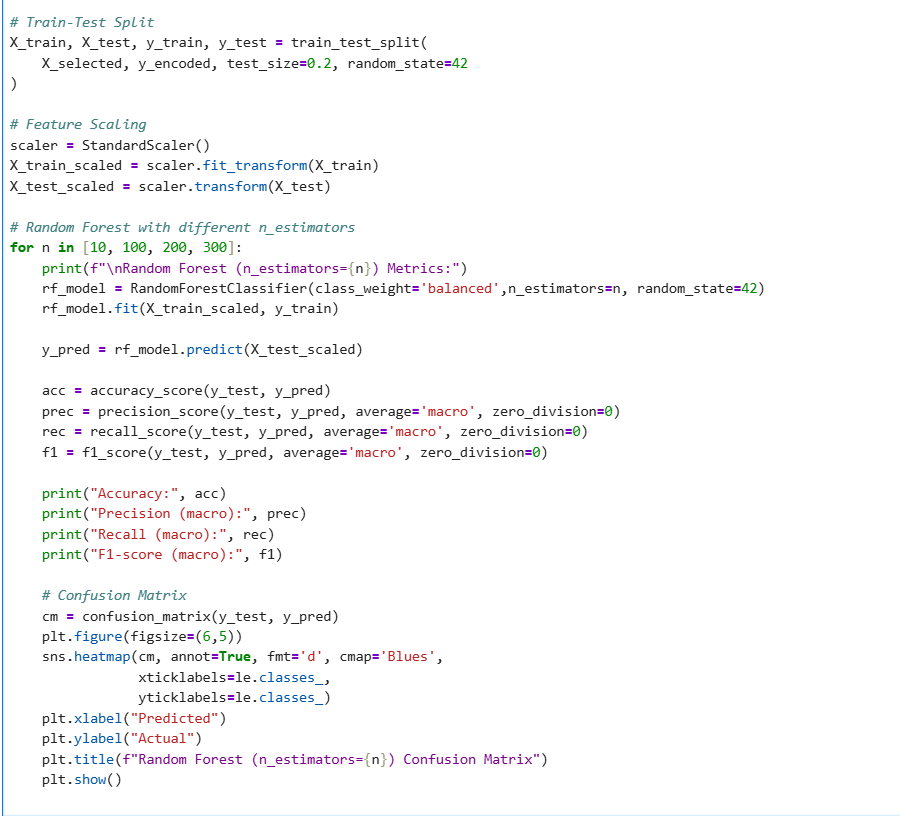 # Train-Test Split
X_train, X_test, y_train, y_test = train_test_split(
    X_selected, y_encoded, test_size=0.2, random_state=42
)

# Feature Scaling
scaler = StandardScaler()
X_train_scaled = scaler.fit_transform(X_train)
X_test_scaled = scaler.transform(X_test)

# Random Forest with different n_estimators
for n in [10, 100, 200, 300]:
    print(f"\nRandom Forest (n_estimators={n}) Metrics:")
    rf_model = RandomForestClassifier(class_weight='balanced',n_estimators=n, random_state=42)
    rf_model.fit(X_train_scaled, y_train)

    y_pred = rf_model.predict(X_test_scaled)

    acc = accuracy_score(y_test, y_pred)
    prec = precision_score(y_test, y_pred, average='macro', zero_division=0)
    rec = recall_score(y_test, y_pred, average='macro', zero_division=0)
    f1 = f1_score(y_test, y_pred, average='macro', zero_division=0)

    print("Accuracy:", acc)
    print("Precision (macro):", prec)
    print("Recall (macro):", rec)
    print("F1-score (macro):", f1)

    # Confusion Matrix
    cm = confusion_matrix(y_test, y_pred)
    plt.figure(figsize=(6,5))
    sns.heatmap(cm, annot=True, fmt='d', cmap='Blues',
                xticklabels=le.classes_,
                yticklabels=le.classes_)
    plt.xlabel("Predicted")
    plt.ylabel("Actual")
    plt.title(f"Random Forest (n_estimators={n}) Confusion Matrix")
    plt.show()